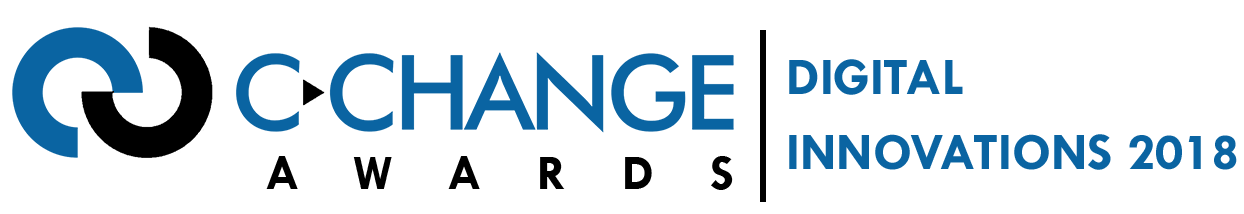 C-CHANGE
AWARDS
DIGITAL
INNOVATIONS 2018